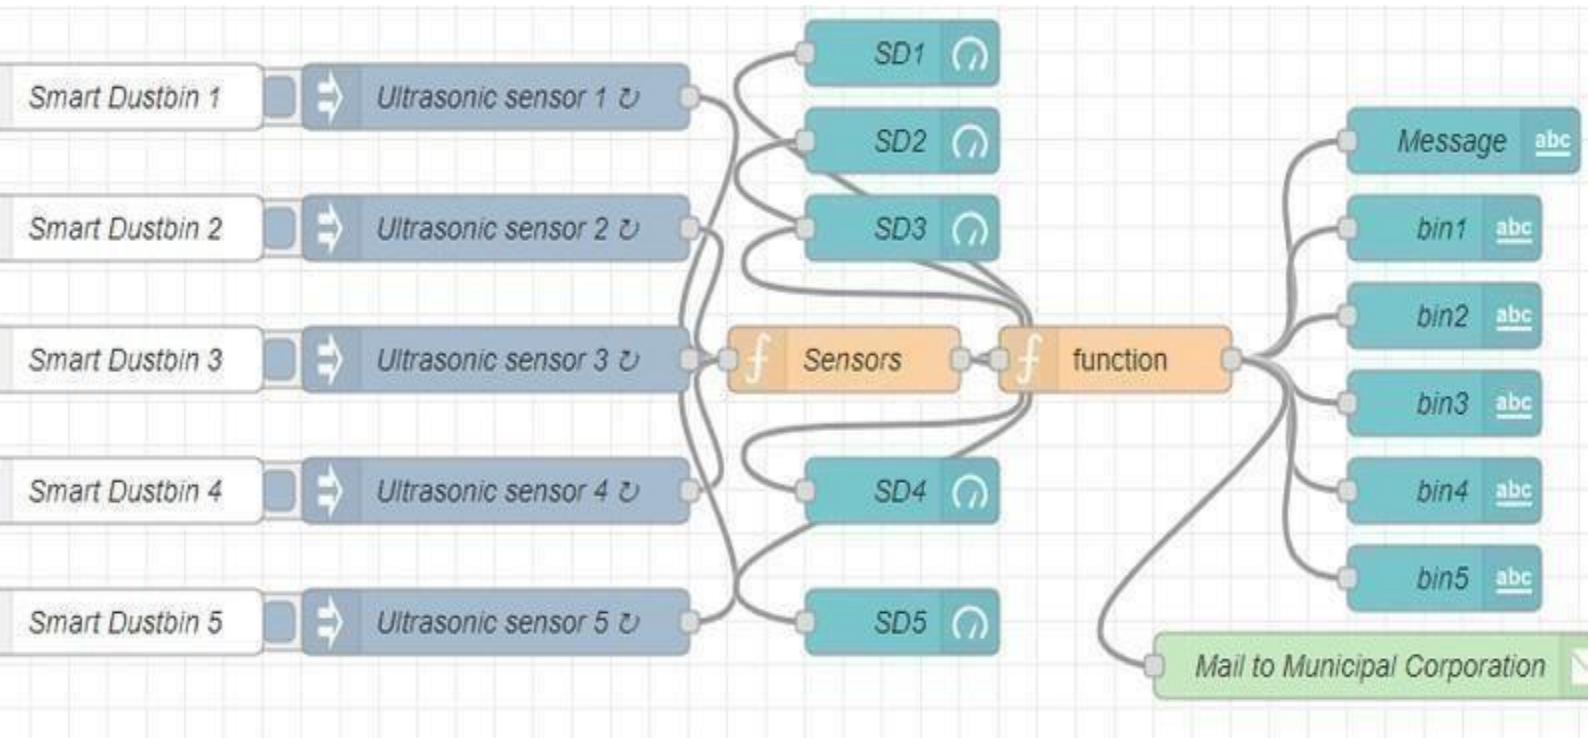 Smart Dustbin 1
Ultrasonic sensor 1 ↻
Smart Dustbin 2
Ultrasonic sensor 2 ↻
Smart Dustbin 3
Ultrasonic sensor 3 ↻
Smart Dustbin 4
Ultrasonic sensor 4 ↻
Smart Dustbin 5
Ultrasonic sensor 5 ↻
SD1
SD2
SD3
f Sensors
SD4
SD5
f function
Message abc
bin1 abc
bin2 abc
bin3 abc
bin4 abc
bin5 abc
Mail to Municipal Corporation